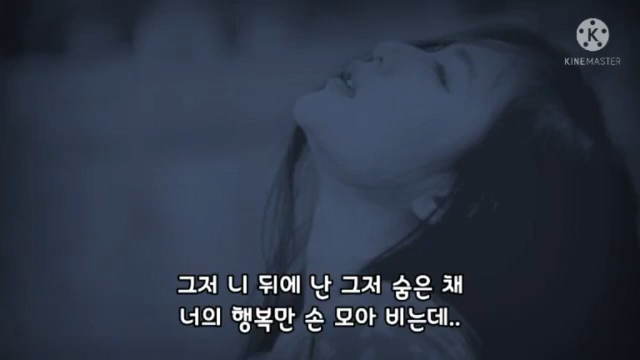 KINEMASTER
그저 니 뒤에 난 그저 숨은 채
너의 행복만 손 모아 비는데..